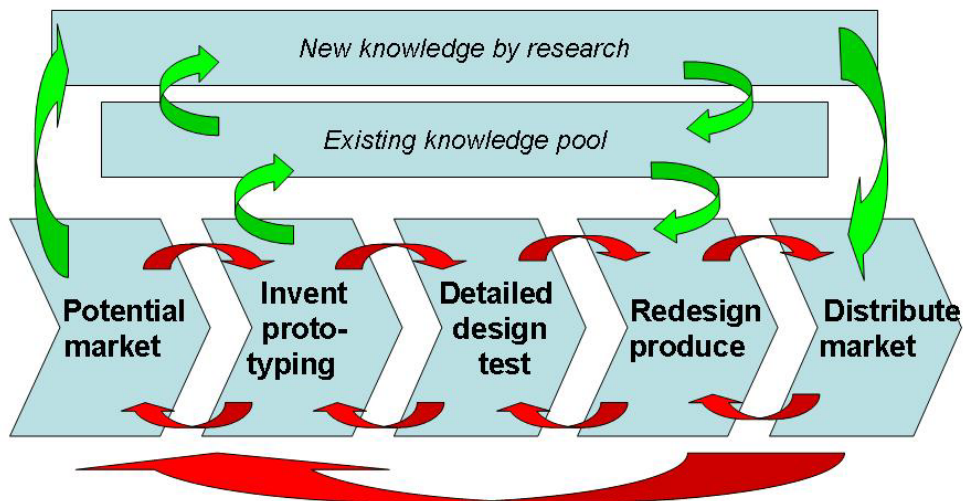 New knowledge by research
Existing knowledge pool
Potential
market
Invent
proto-
typing
Detailed
design
test
Redesign
produce
Distribute
market